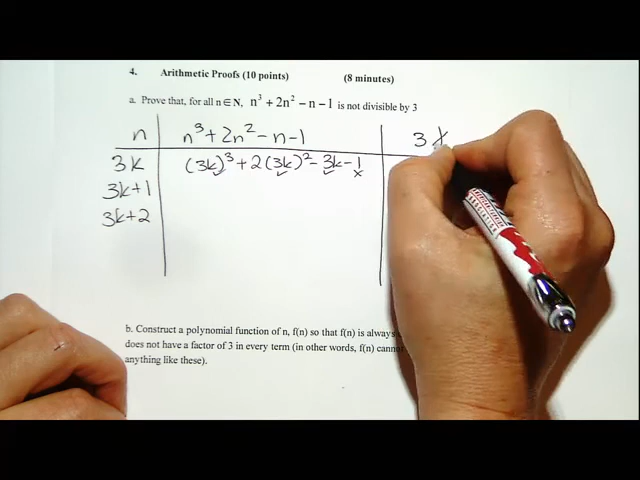 4. Arithmetic Proofs (10 points) (8 minutes)
a. Prove that, for all n ∈ N, n³ + 2n² − n − 1 is not divisible by 3
n n³ + 2n² − n − 1 3
3k (3k)³ + 2(3k)² − 3k − 1
✓ ✓ ✓ x
3k+1
3k+2
b. Construct a polynomial function of n, f(n) so that f(n) is always
does not have a factor of 3 in every term (in other words, f(n) cannot
anything like these).